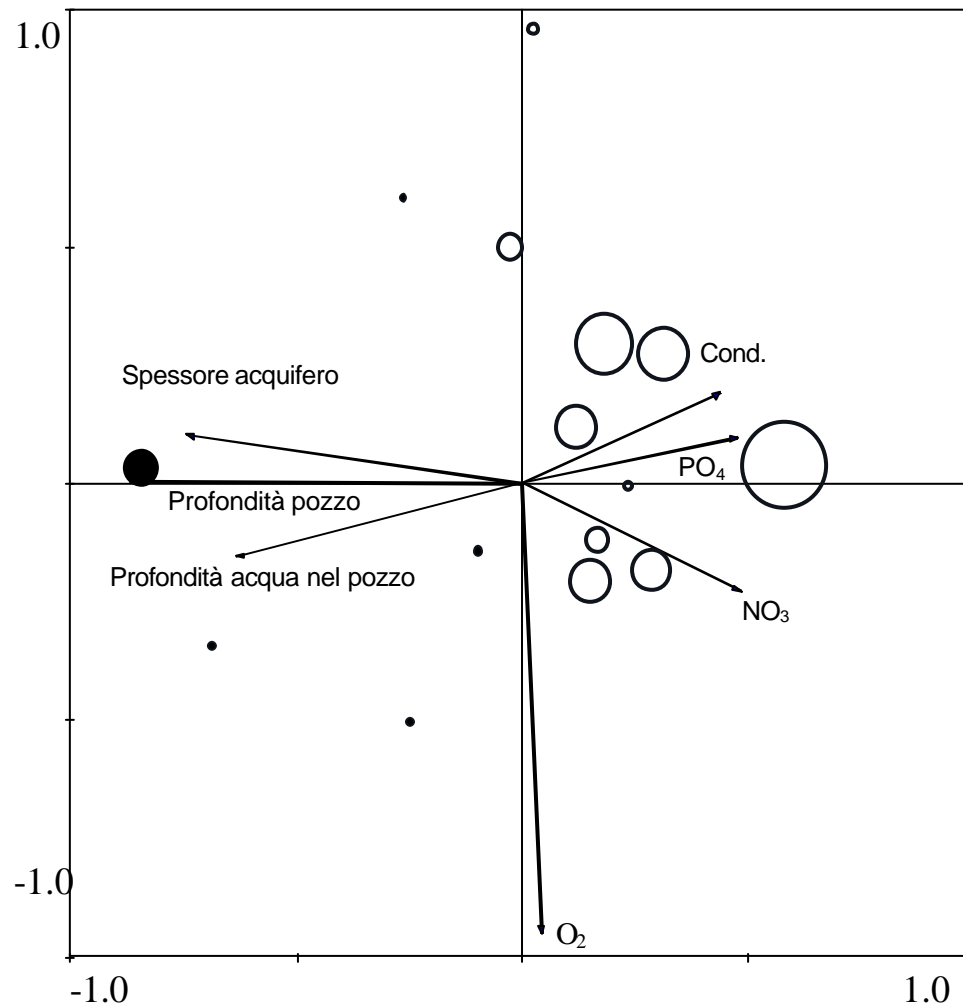 1.0
Cond.
Spessore acquifero
PO₄
Profondità pozzo
Profondità acqua nel pozzo
NO₃
-1.0
O₂
-1.0
1.0